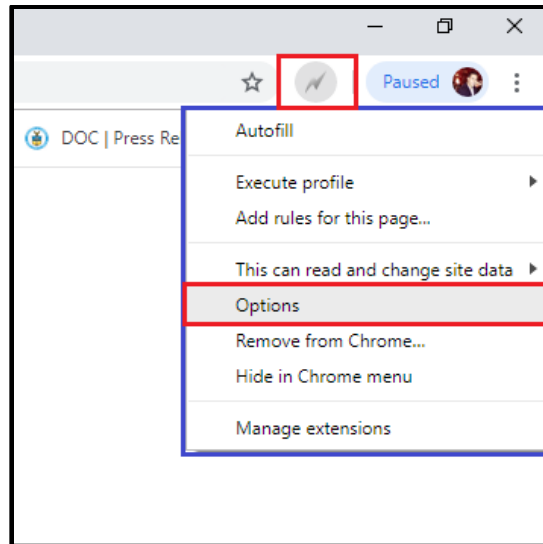 Paused
DOC | Press Re
Autofill
Execute profile
Add rules for this page...
This can read and change site data
Options
Remove from Chrome...
Hide in Chrome menu
Manage extensions